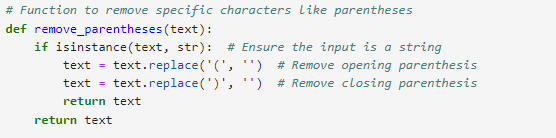 # Function to remove specific characters like parentheses
def remove_parentheses(text):
    if isinstance(text, str):  # Ensure the input is a string
        text = text.replace('(', '')  # Remove opening parenthesis
        text = text.replace(')', '')  # Remove closing parenthesis
        return text
    return text